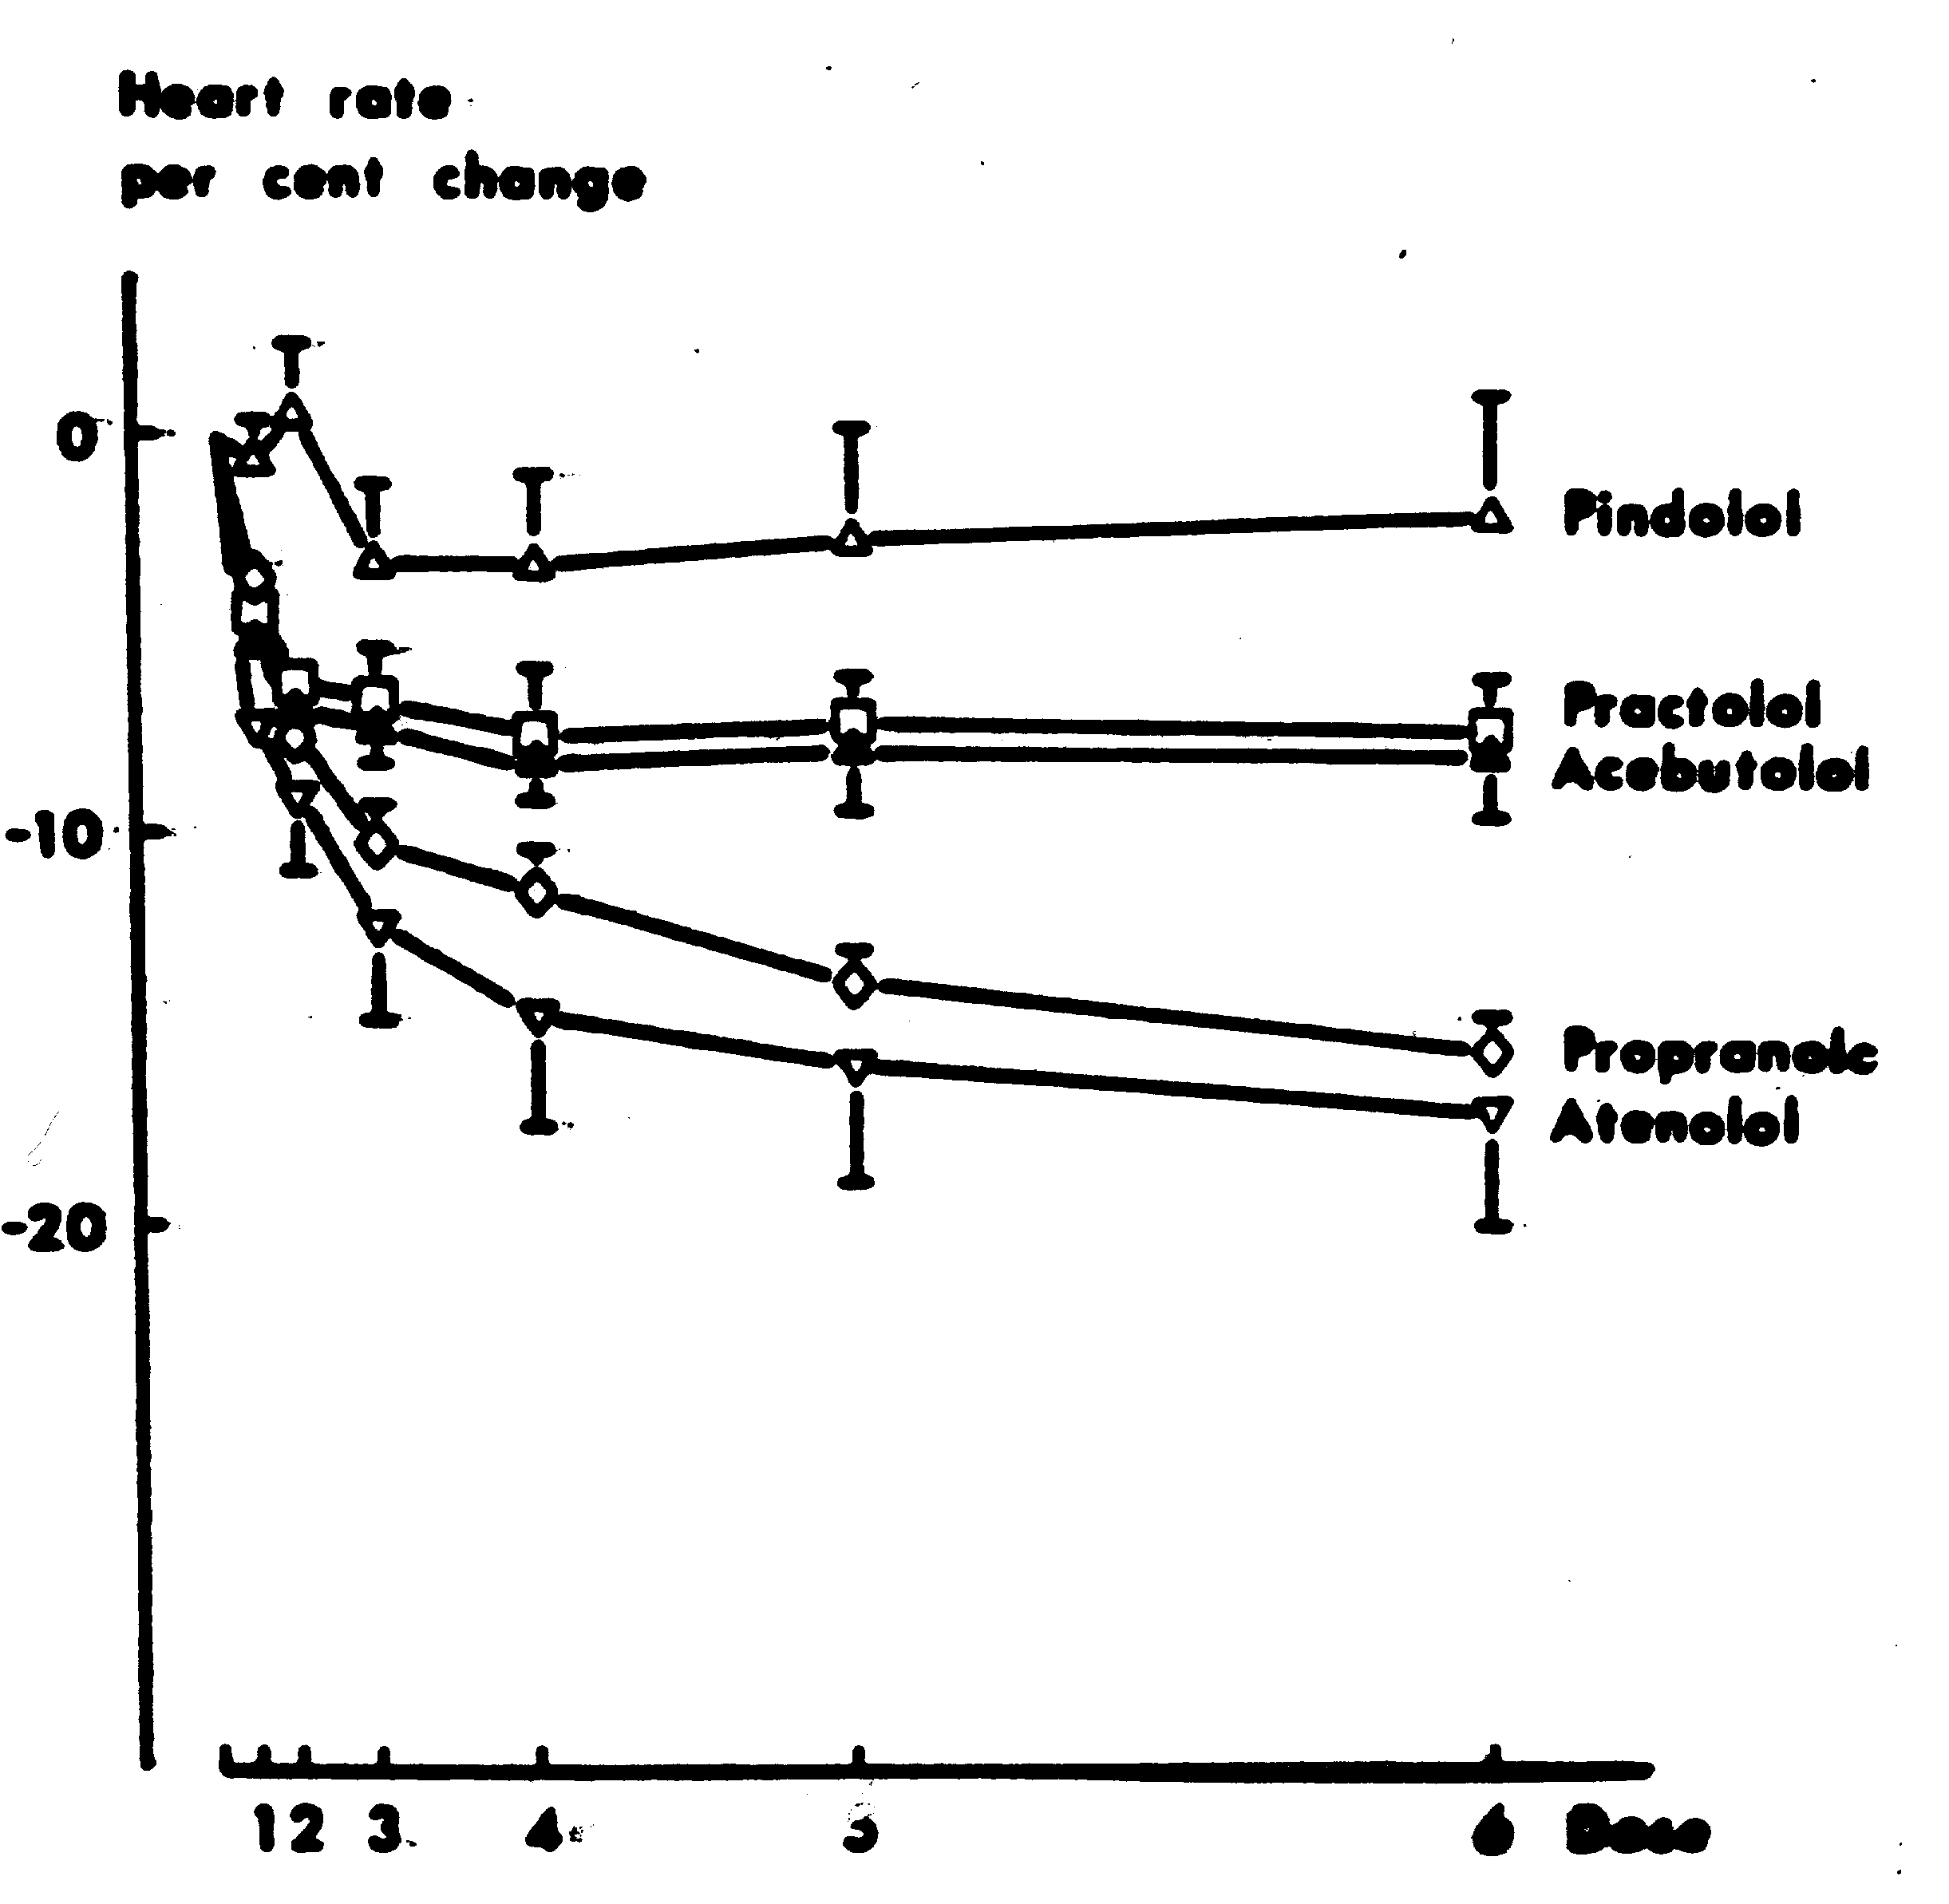 Heart rate
per cent change
0
-10
-20
Pindolol
Practolol
Acebutolol
Propranolc
Atenolol
1 2 3 4 5 6 Dose